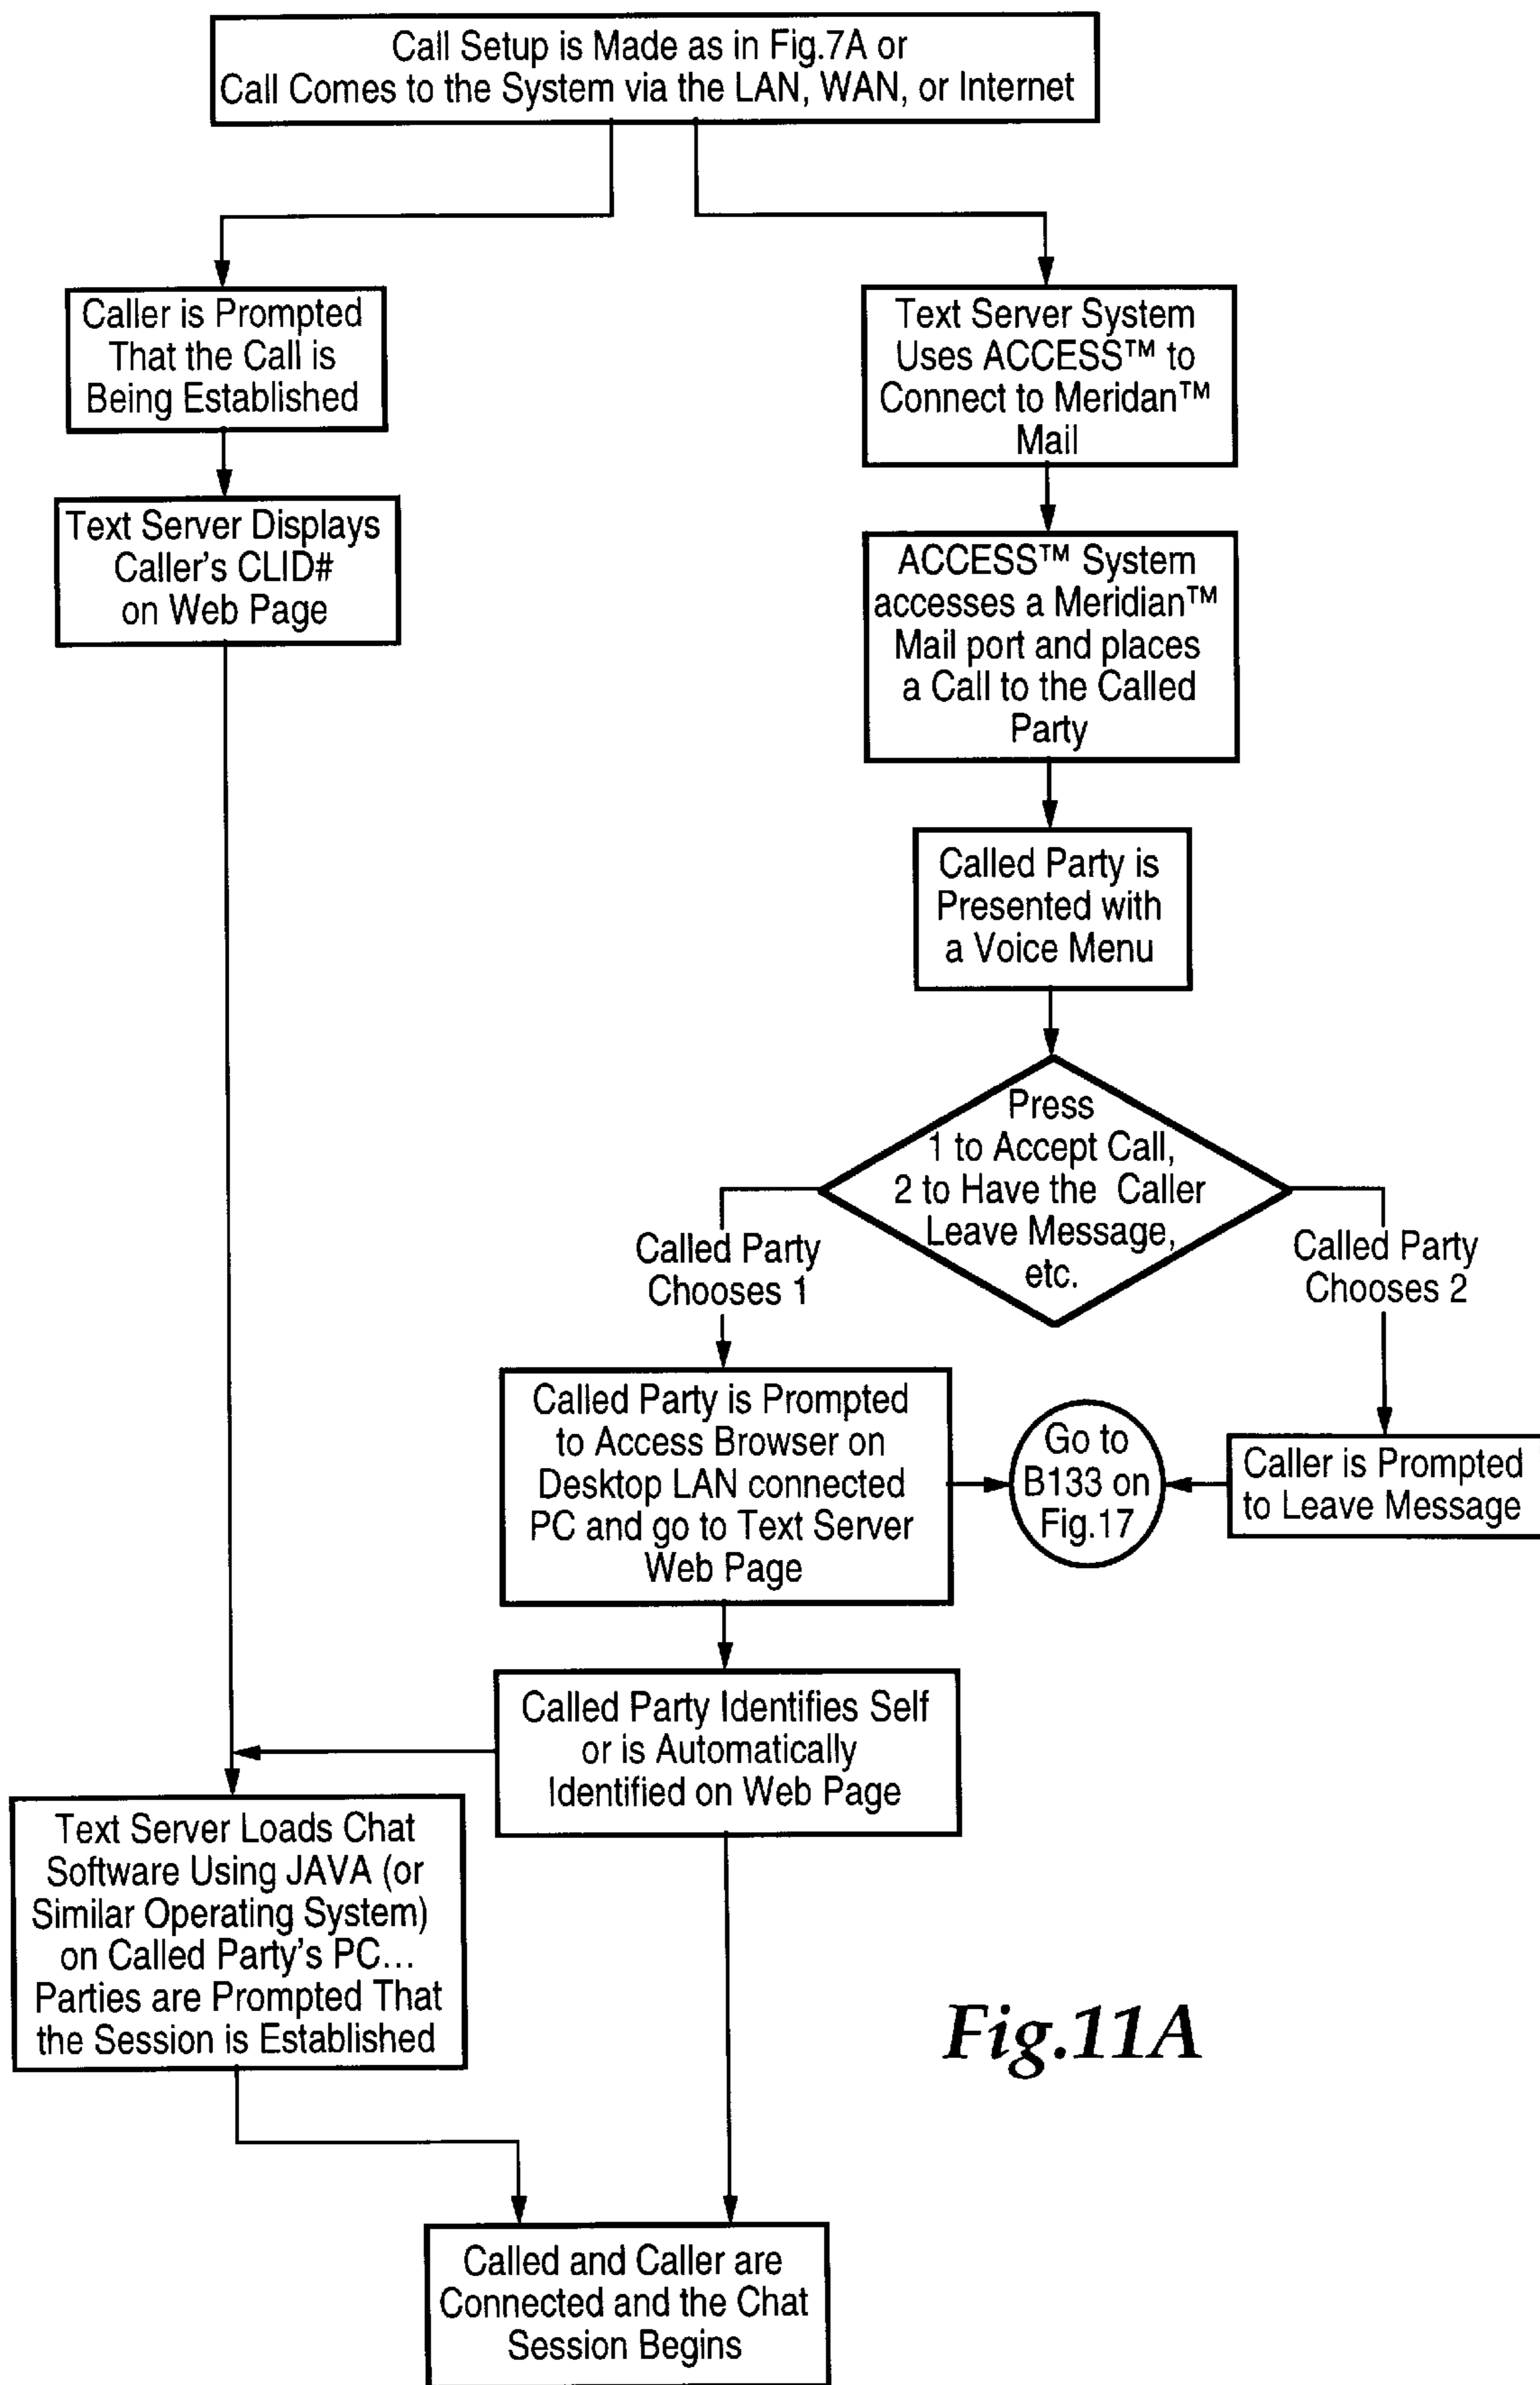 Call Setup is Made as in Fig.7A or
Call Comes to the System via the LAN, WAN, or Internet
Caller is Prompted
That the Call is
Being Established
Text Server System
Uses ACCESS™ to
Connect to Meridan™
Mail
Text Server Displays
Caller's CLID#
on Web Page
ACCESS™ System
accesses a Meridian™
Mail port and places
a Call to the Called
Party
Called Party is
Presented with
a Voice Menu
Press
1 to Accept Call,
2 to Have the Caller
Leave Message,
etc.
Called Party
Chooses 1
Called Party
Chooses 2
Called Party is Prompted
to Access Browser on
Desktop LAN connected
PC and go to Text Server
Web Page
Go to
B133 on
Fig.17
Caller is Prompted
to Leave Message
Called Party Identifies Self
or is Automatically
Identified on Web Page
Text Server Loads Chat
Software Using JAVA (or
Similar Operating System)
on Called Party's PC...
Parties are Prompted That
the Session is Established
Fig.11A
Called and Caller are
Connected and the Chat
Session Begins